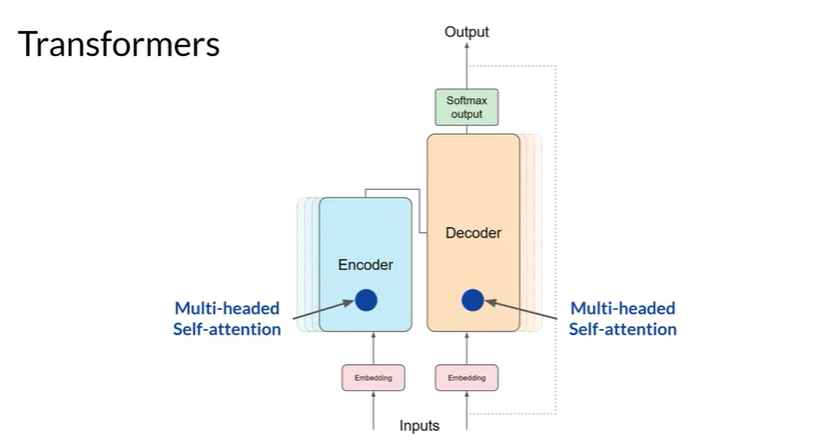 Transformers
Output
Softmax
output
Decoder
Encoder
Multi-headed
Self-attention
Multi-headed
Self-attention
Embedding
Embedding
Inputs